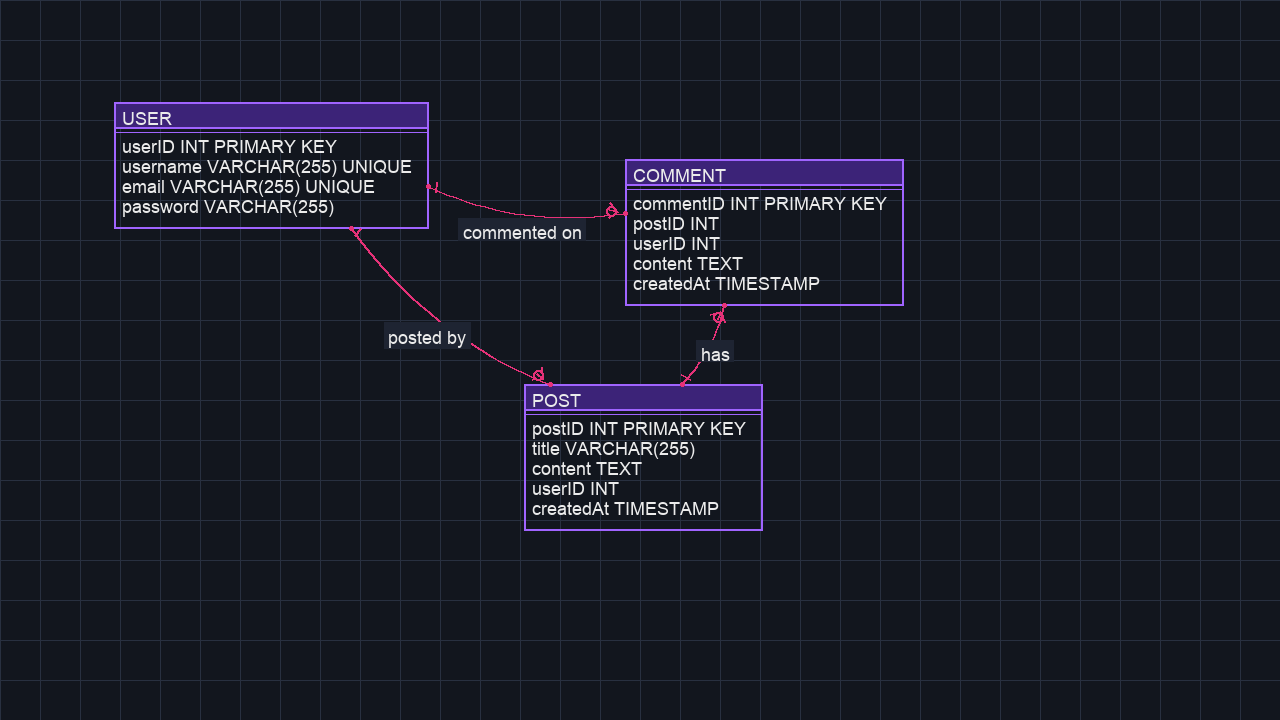 USER
userID INT PRIMARY KEY
username VARCHAR(255) UNIQUE
email VARCHAR(255) UNIQUE
password VARCHAR(255)
commented on
COMMENT
commentID INT PRIMARY KEY
postID INT
userID INT
content TEXT
createdAt TIMESTAMP
posted by
has
POST
postID INT PRIMARY KEY
title VARCHAR(255)
content TEXT
userID INT
createdAt TIMESTAMP